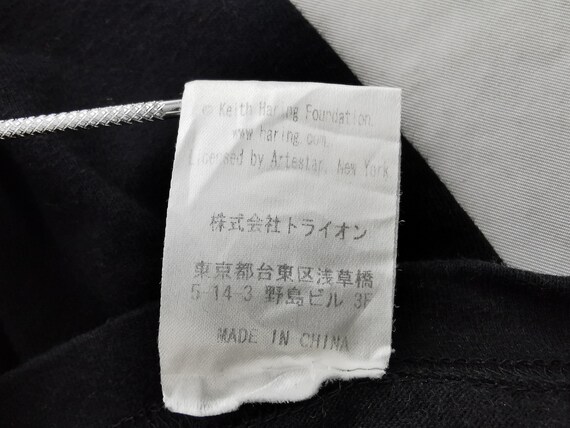 Keith Haring Foundation.
www.haring.com.
Licensed by Artestar, New York
株式会社トライオン
東京都台東区浅草橋
5-14-3 野島ビル 3F
MADE IN CHINA